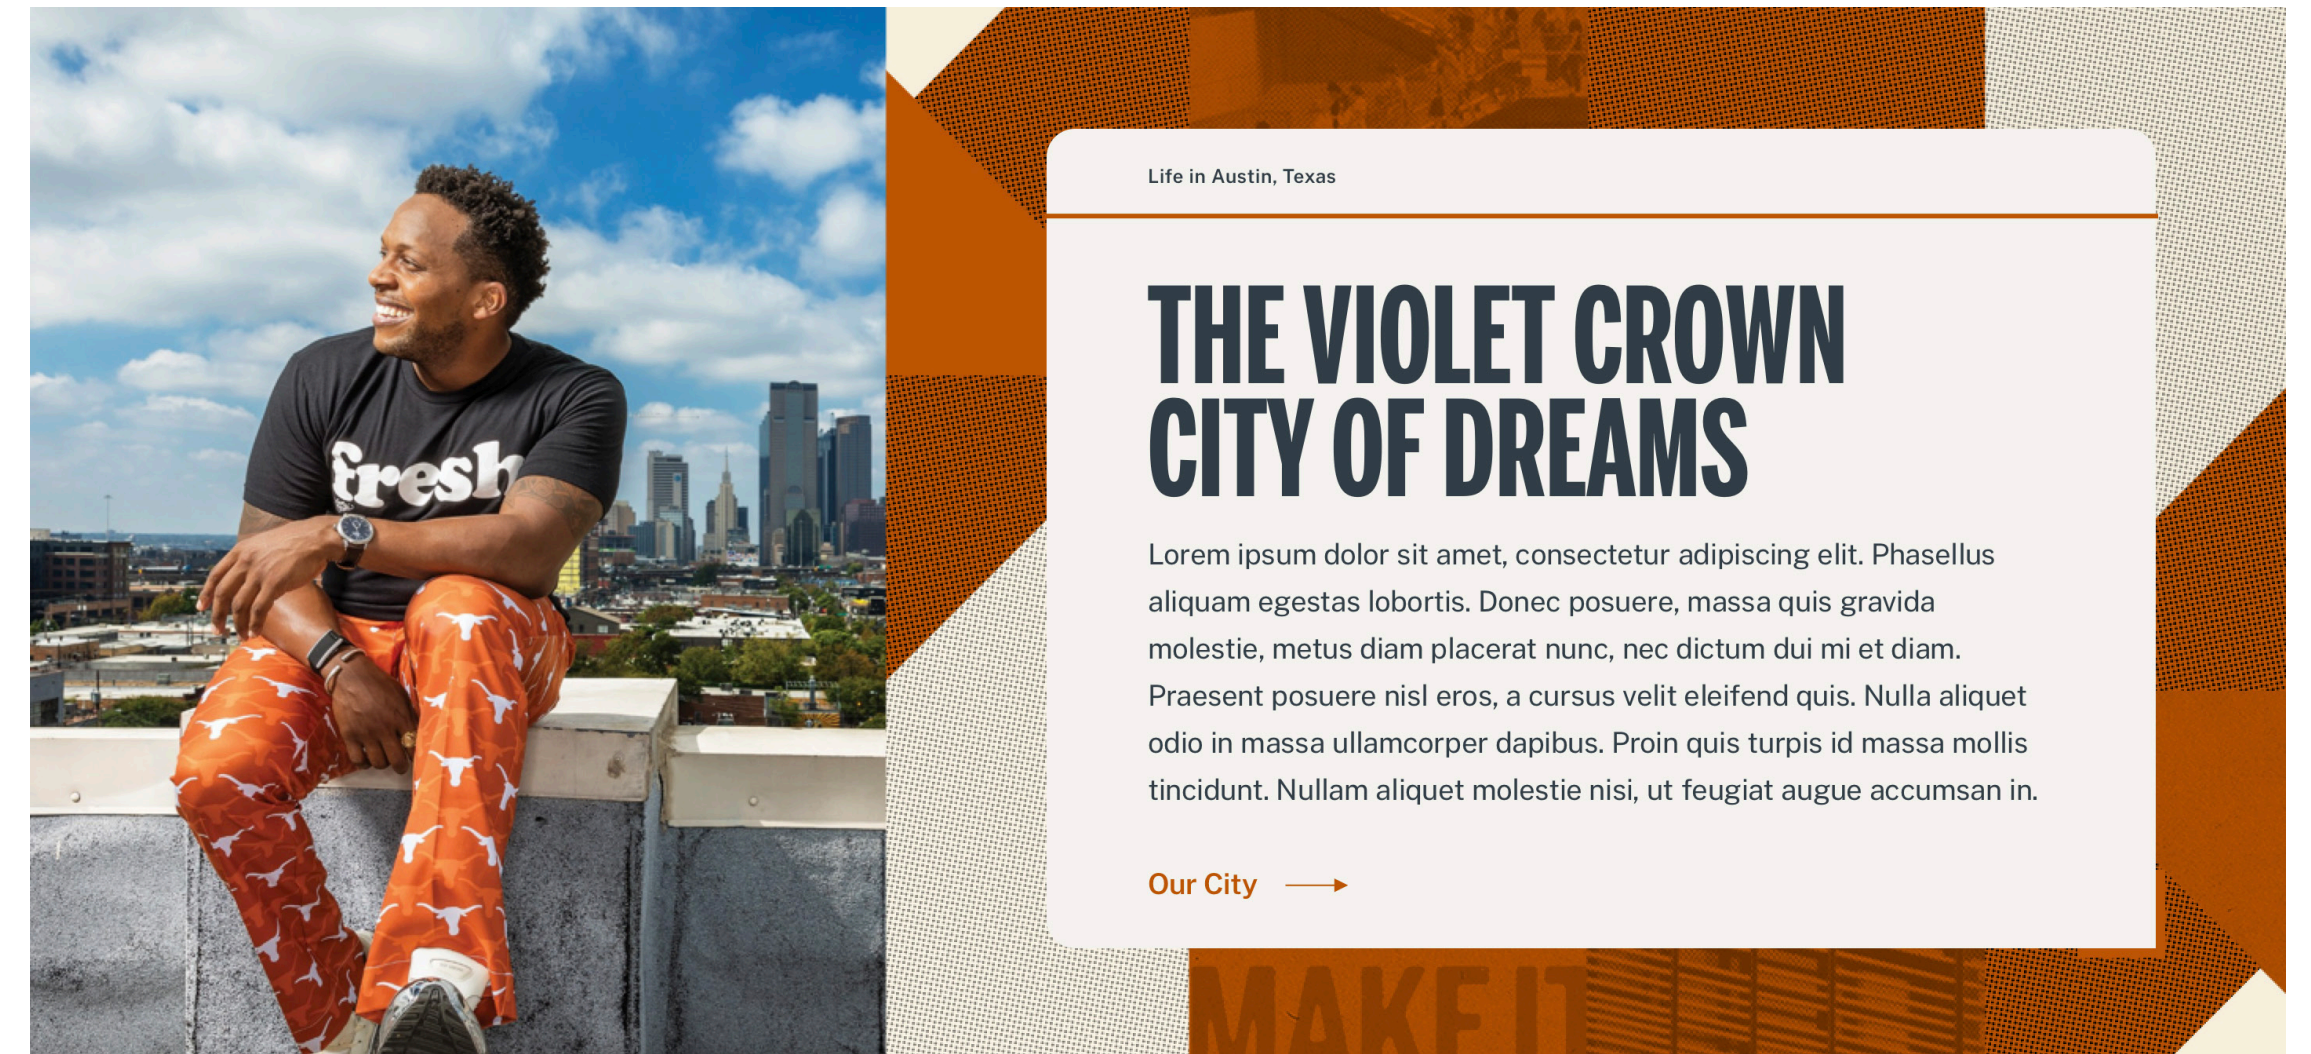 fresh
Life in Austin, Texas
THE VIOLET CROWN
CITY OF DREAMS
Lorem ipsum dolor sit amet, consectetur adipiscing elit. Phasellus
aliquam egestas lobortis. Donec posuere, massa quis gravida
molestie, metus diam placerat nunc, nec dictum dui mi et diam.
Praesent posuere nisl eros, a cursus velit eleifend quis. Nulla aliquet
odio in massa ullamcorper dapibus. Proin quis turpis id massa mollis
tincidunt. Nullam aliquet molestie nisi, ut feugiat augue accumsan in.
Our City
MAKE IT